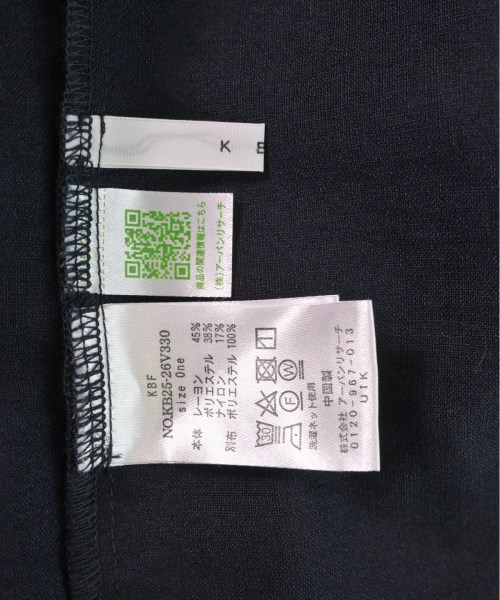 K B
商品の関連情報はこちら
(株)アーバンリサーチ
KBF
NO.KB25-26V330
size One
本体 レーヨン 45%
ポリエステル 38%
ナイロン 17%
別布 ポリエステル 100%
30
F W
洗濯ネット使用
中国製
株式会社 アーバンリサーチ
0120-967-013
UIK